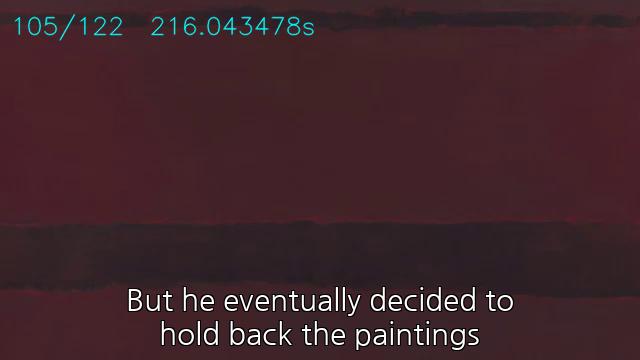 105/122 216.043478s
But he eventually decided to
hold back the paintings